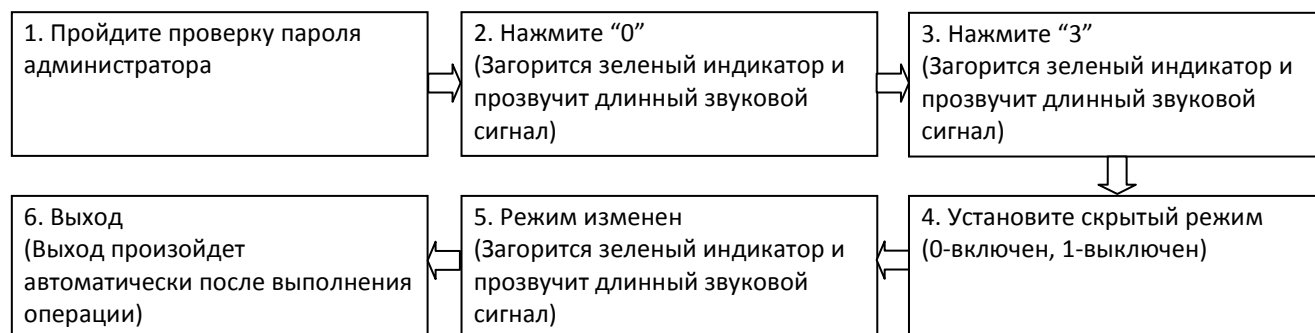 1. Пройдите проверку пароля
администратора
2. Нажмите “0”
(Загорится зеленый индикатор и
прозвучит длинный звуковой
сигнал)
3. Нажмите “3”
(Загорится зеленый индикатор и
прозвучит длинный звуковой
сигнал)
4. Установите скрытый режим
(0-включен, 1-выключен)
5. Режим изменен
(Загорится зеленый индикатор и
прозвучит длинный звуковой
сигнал)
6. Выход
(Выход произойдет
автоматически после выполнения
операции)